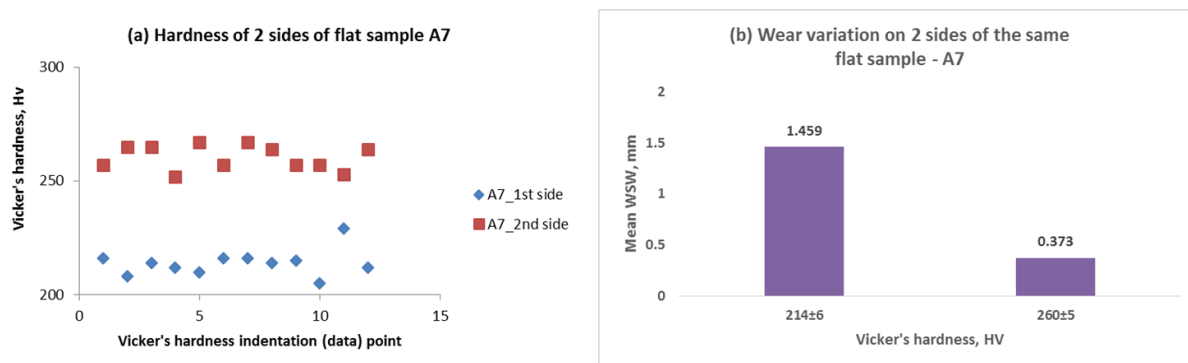 (a) Hardness of 2 sides of flat sample A7
Vicker's hardness, Hv
300
250
200
0
5
10
15
Vicker's hardness indentation (data) point
A7_1st side
A7_2nd side
(b) Wear variation on 2 sides of the same
flat sample - A7
Mean WSW, mm
2
1.5
1
0.5
0
1.459
0.373
214±6
260±5
Vicker's hardness, HV